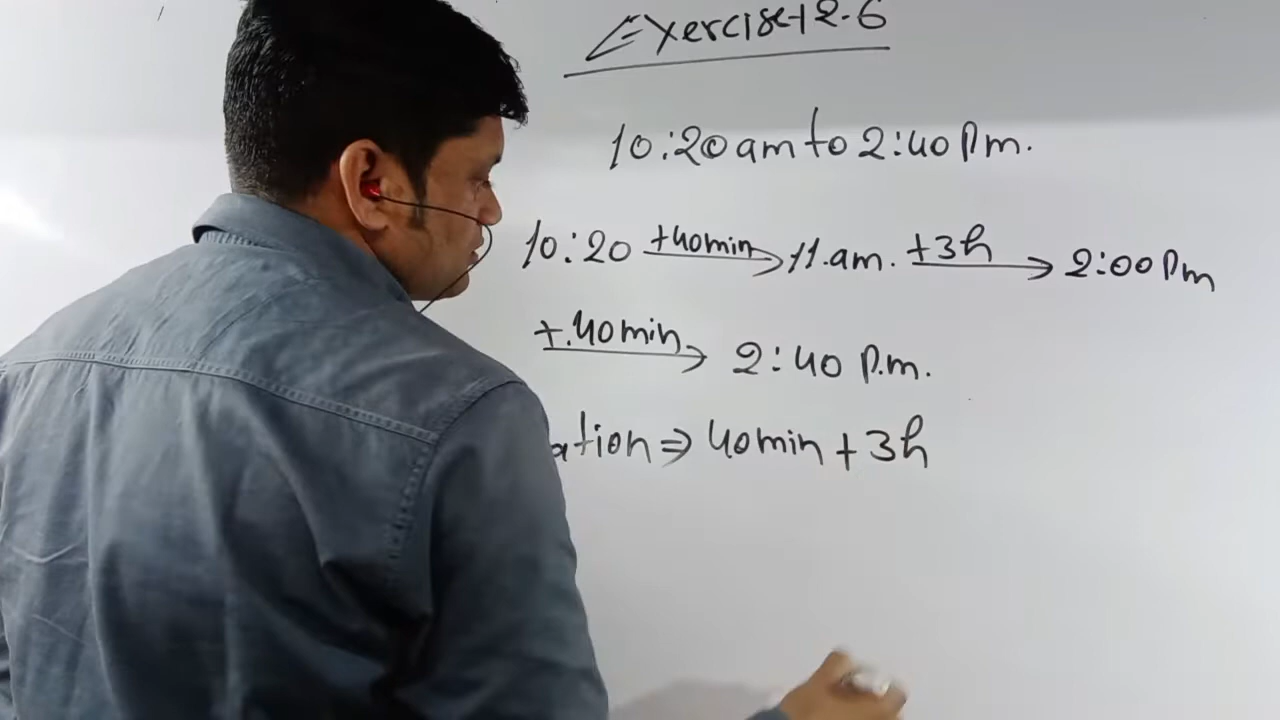 Exercise-12.6
10:20 am to 2:40 Pm.
10:20 +40min → 11.am. +3h → 2:00 Pm
+.40min → 2:40 P.m.
ation ⇒ 40min + 3h